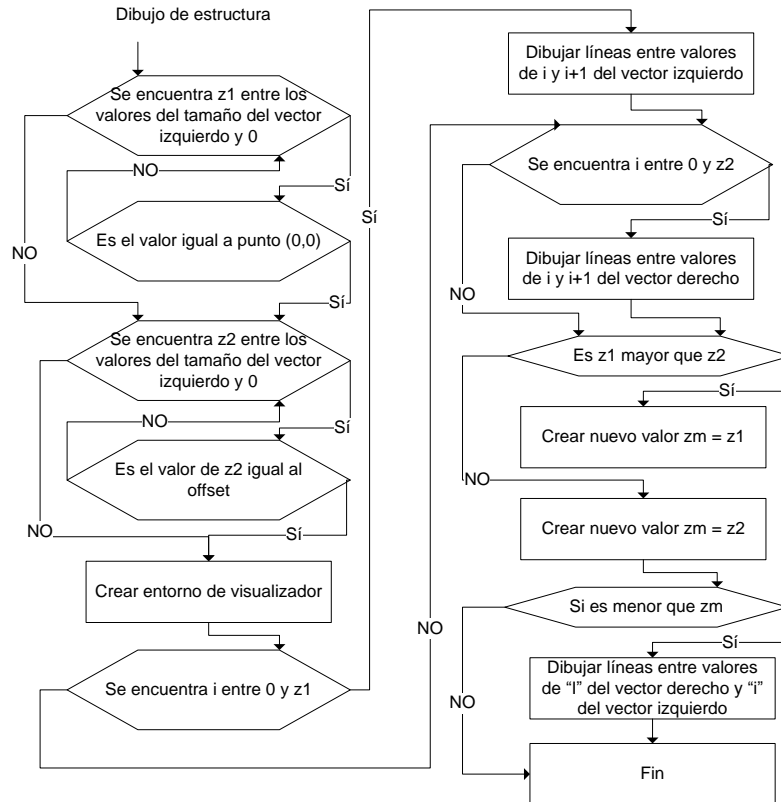 Dibujo de estructura
Se encuentra z1 entre los
valores del tamaño del vector
izquierdo y 0
NO
Sí
Es el valor igual a punto (0,0)
NO
Sí
Se encuentra z2 entre los
valores del tamaño del vector
izquierdo y 0
NO
Sí
Es el valor de z2 igual al
offset
NO
Sí
Crear entorno de visualizador
Se encuentra i entre 0 y z1
Sí
NO
Dibujar líneas entre valores
de i y i+1 del vector izquierdo
Se encuentra i entre 0 y z2
Sí
Dibujar líneas entre valores
de i y i+1 del vector derecho
NO
Es z1 mayor que z2
Sí
Crear nuevo valor zm = z1
NO
Crear nuevo valor zm = z2
Si es menor que zm
Sí
Dibujar líneas entre valores
de “I” del vector derecho y “i”
del vector izquierdo
NO
Fin